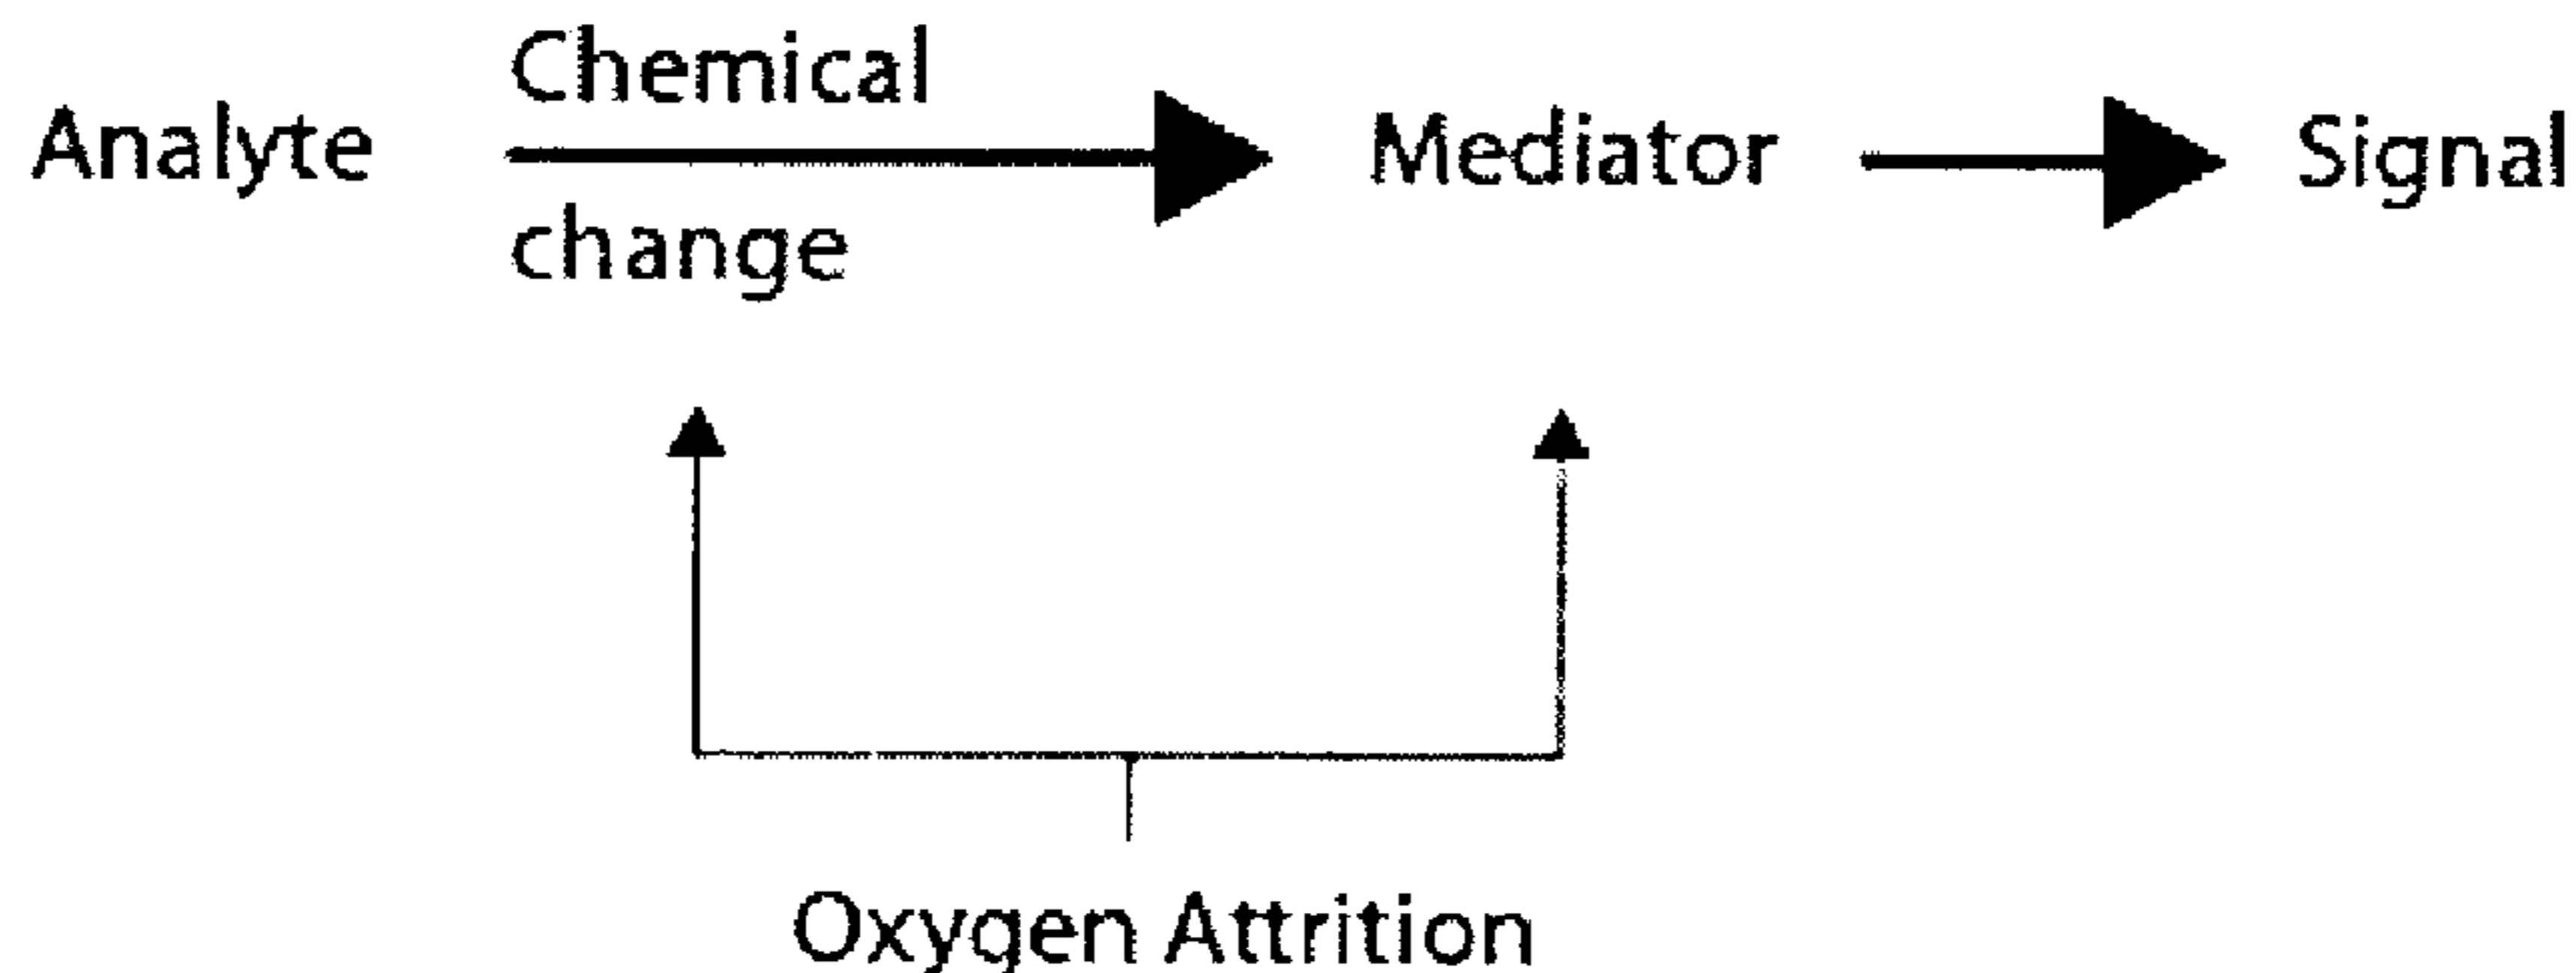 Analyte
Chemical
change
Mediator
Signal
Oxygen Attrition